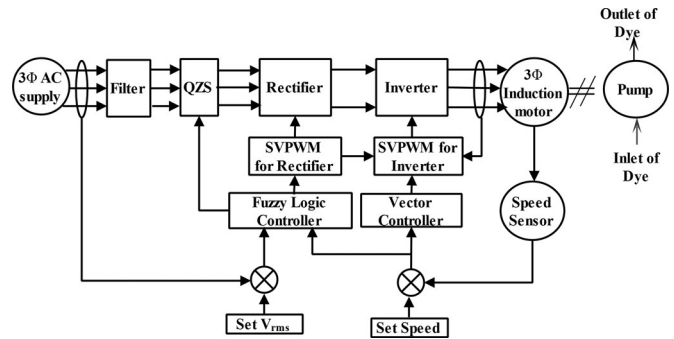 Outlet of
Dye
3Φ AC
supply
Filter
QZS
Rectifier
Inverter
3Φ
Induction
motor
Pump
SVPWM
for Rectifier
SVPWM for
Inverter
Inlet of
Dye
Fuzzy Logic
Controller
Vector
Controller
Speed
Sensor
Set Vrms
Set Speed